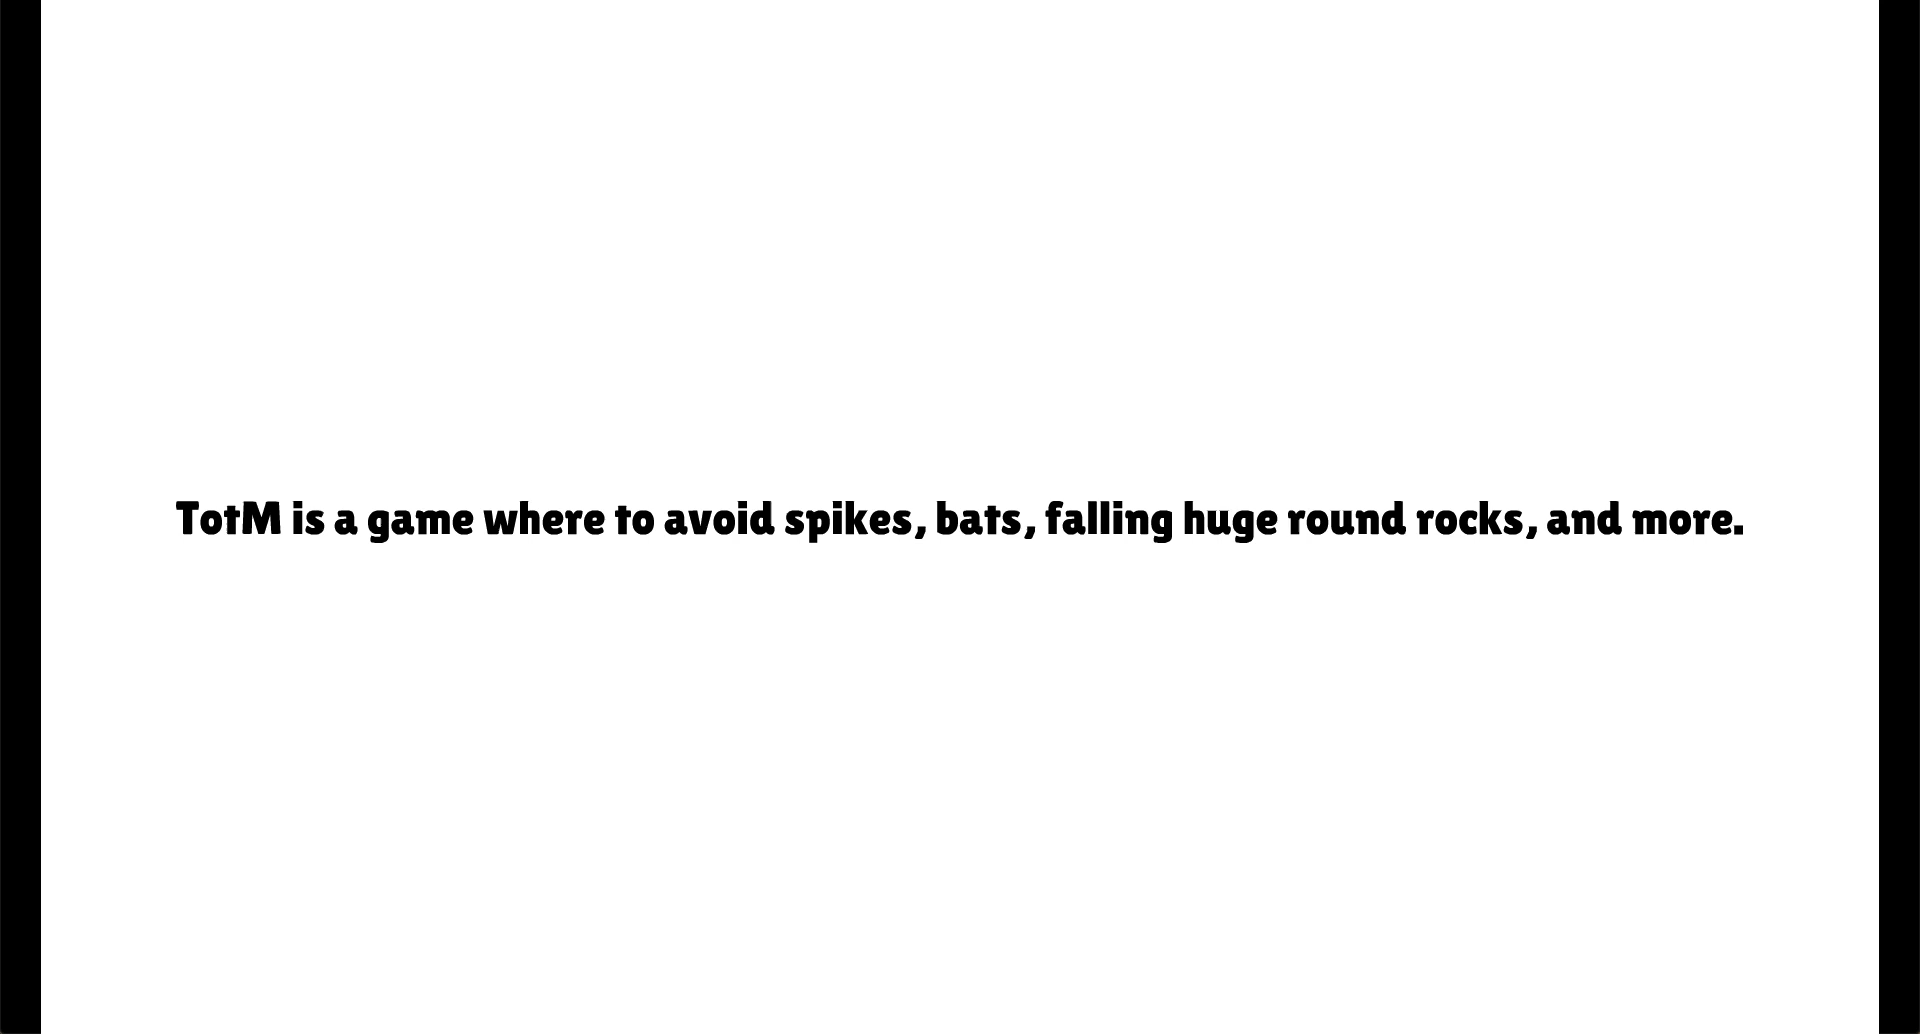 TotM is a game where to avoid spikes, bats, falling huge round rocks, and more.